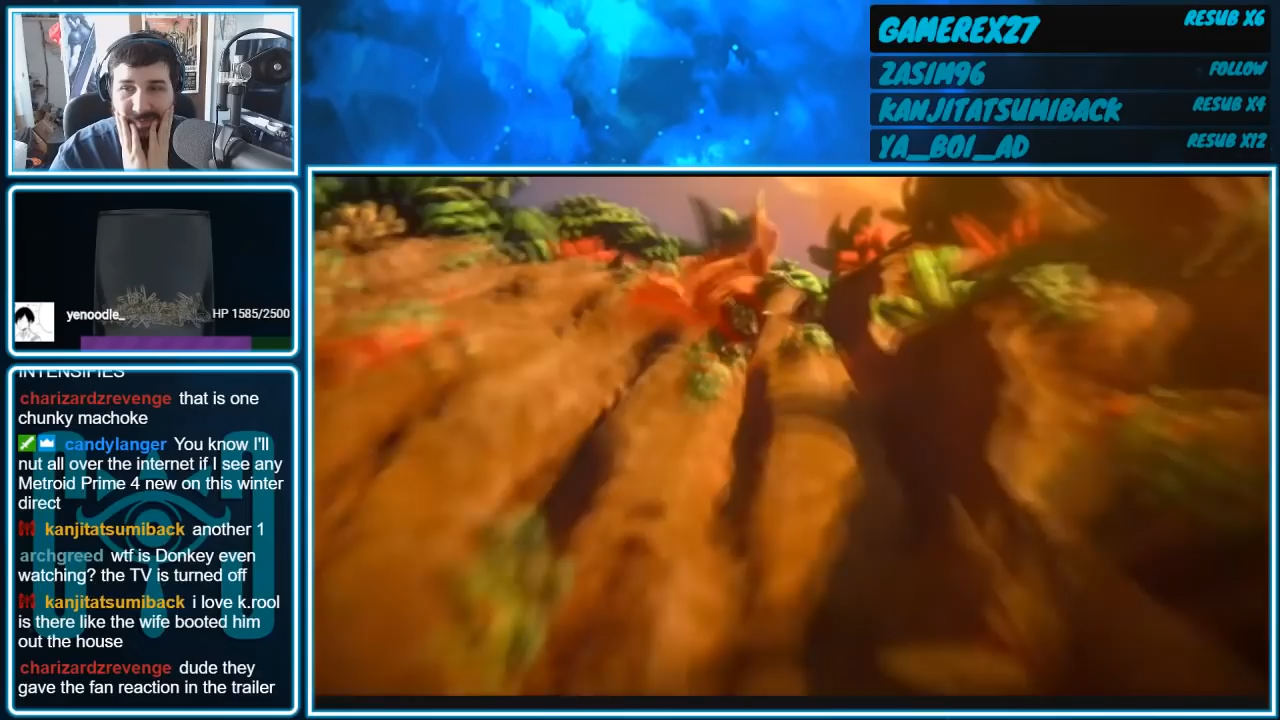 GAMEREX27
RESUB X6
ZASIM96
FOLLOW
KANJITATSUMIBACK
RESUB X4
YA__BOI__AD
RESUB X12
yenoodle_
HP 1585/2500
INTENSIFIES
charizardzrevenge that is one
chunky machoke
candylanger You know I'll
nut all over the internet if I see any
Metroid Prime 4 new on this winter
direct
kanjitatsumiback another 1
archgreed wtf is Donkey even
watching? the TV is turned off
kanjitatsumiback i love k.rool
is there like the wife booted him
out the house
charizardzrevenge dude they
gave the fan reaction in the trailer